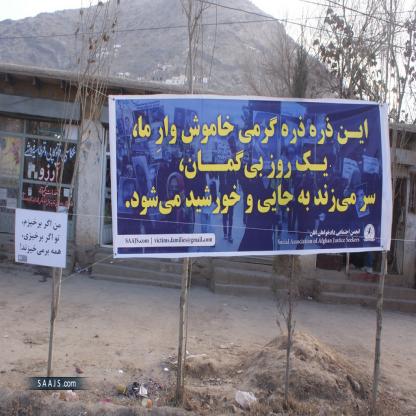 این ذره ذره گرمی خاموش وار ما،
یک روز بی‌گمان،
سر می‌زند به جایی و خورشید می‌شود.
SAAJS.com | victims.families@gmail.com
انجمن اجتماعی دادخواهان افغان
Social Association of Afghan Justice Seekers
من اگر برخیزم،
تو اگر برخیزی،
همه برمی‌خیزند!
SAAJS.com